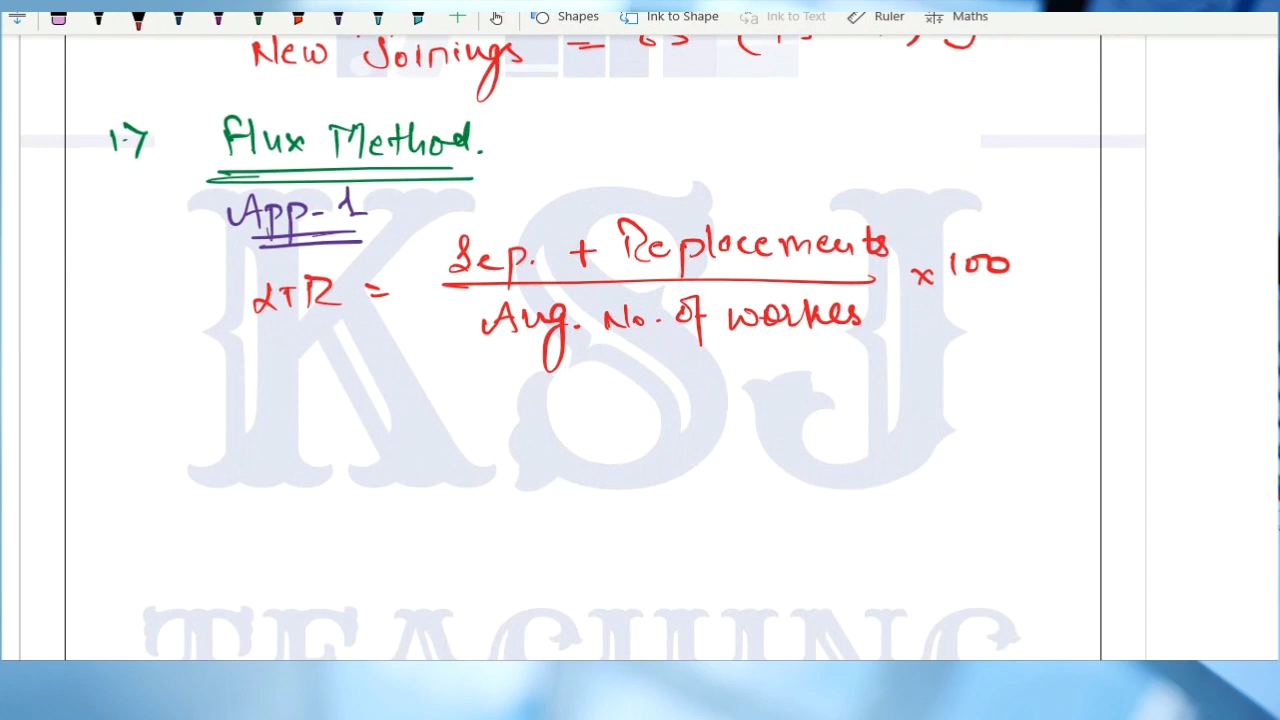 Shapes Ink to Shape Ink to Text Ruler Maths
New Joinings =
1.7 Flux Method.
App-1
LTR = Sep. + Replacements × 100
Avg. No. of workes
KSJ
TEACHING